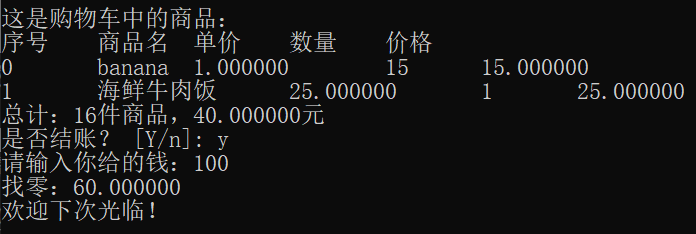 这是购物车中的商品：
序号 商品名 单价 数量 价格
0 banana 1.000000 15 15.000000
1 海鲜牛肉饭 25.000000 1 25.000000
总计：16件商品，40.000000元
是否结账？ [Y/n]: y
请输入你给的钱：100
找零：60.000000
欢迎下次光临！